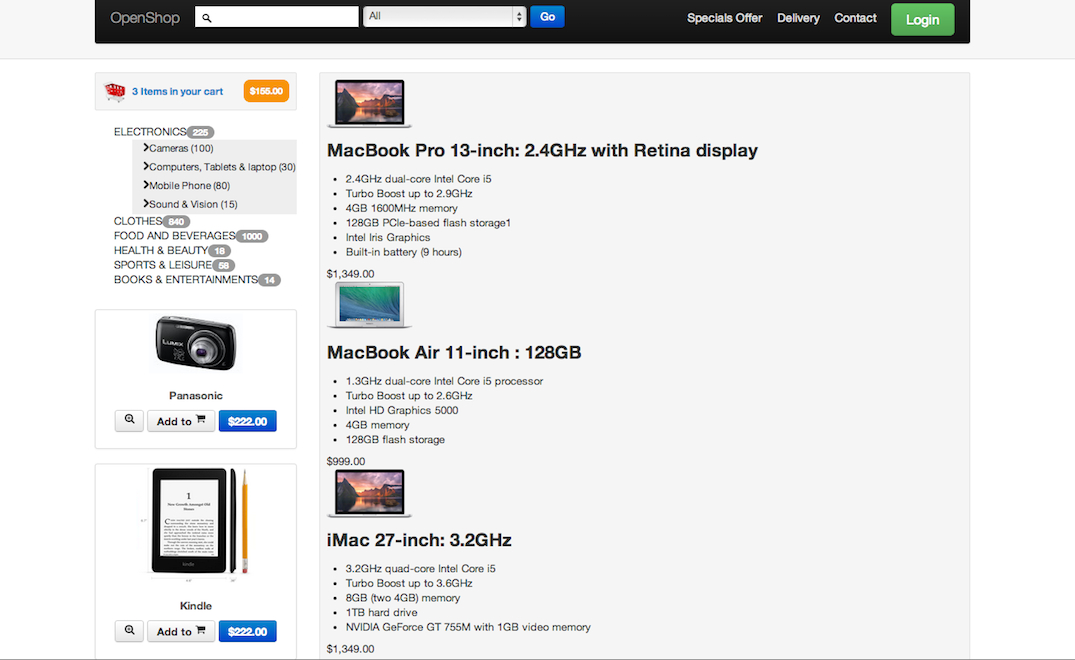 OpenShop
All
Go
Specials Offer
Delivery
Contact
Login
3 Items in your cart
$155.00
ELECTRONICS 225
Cameras (100)
Computers, Tablets & laptop (30)
Mobile Phone (80)
Sound & Vision (15)
CLOTHES 840
FOOD AND BEVERAGES 1000
HEALTH & BEAUTY 18
SPORTS & LEISURE 58
BOOKS & ENTERTAINMENTS 14
LUMIX
Panasonic
Add to
$222.00
1
kindle
Kindle
Add to
$222.00
MacBook Pro 13-inch: 2.4GHz with Retina display
2.4GHz dual-core Intel Core i5
Turbo Boost up to 2.9GHz
4GB 1600MHz memory
128GB PCIe-based flash storage1
Intel Iris Graphics
Built-in battery (9 hours)
$1,349.00
MacBook Air 11-inch : 128GB
1.3GHz dual-core Intel Core i5 processor
Turbo Boost up to 2.6GHz
Intel HD Graphics 5000
4GB memory
128GB flash storage
$999.00
iMac 27-inch: 3.2GHz
3.2GHz quad-core Intel Core i5
Turbo Boost up to 3.6GHz
8GB (two 4GB) memory
1TB hard drive
NVIDIA GeForce GT 755M with 1GB video memory
$1,349.00